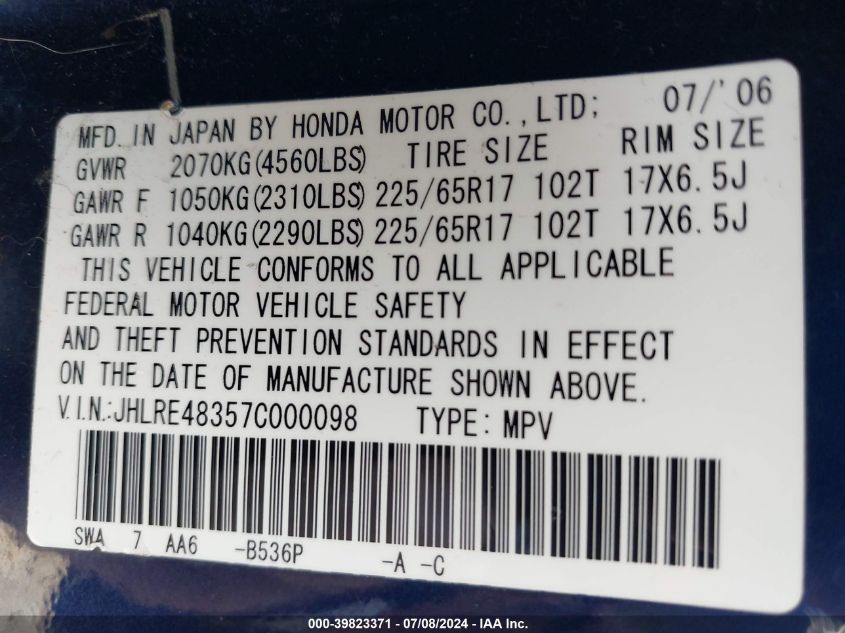 MFD. IN JAPAN BY HONDA MOTOR CO.,LTD; 07/'06
GVWR 2070KG(4560LBS) TIRE SIZE RIM SIZE
GAWR F 1050KG(2310LBS) 225/65R17 102T 17X6.5J
GAWR R 1040KG(2290LBS) 225/65R17 102T 17X6.5J
THIS VEHICLE CONFORMS TO ALL APPLICABLE
FEDERAL MOTOR VEHICLE SAFETY
AND THEFT PREVENTION STANDARDS IN EFFECT
ON THE DATE OF MANUFACTURE SHOWN ABOVE.
V.I.N.:JHLRE48357C000098 TYPE: MPV
SWA 7 AA6 -B536P -A -C
000-39823371 / 07/08/2024 / IAA Inc.